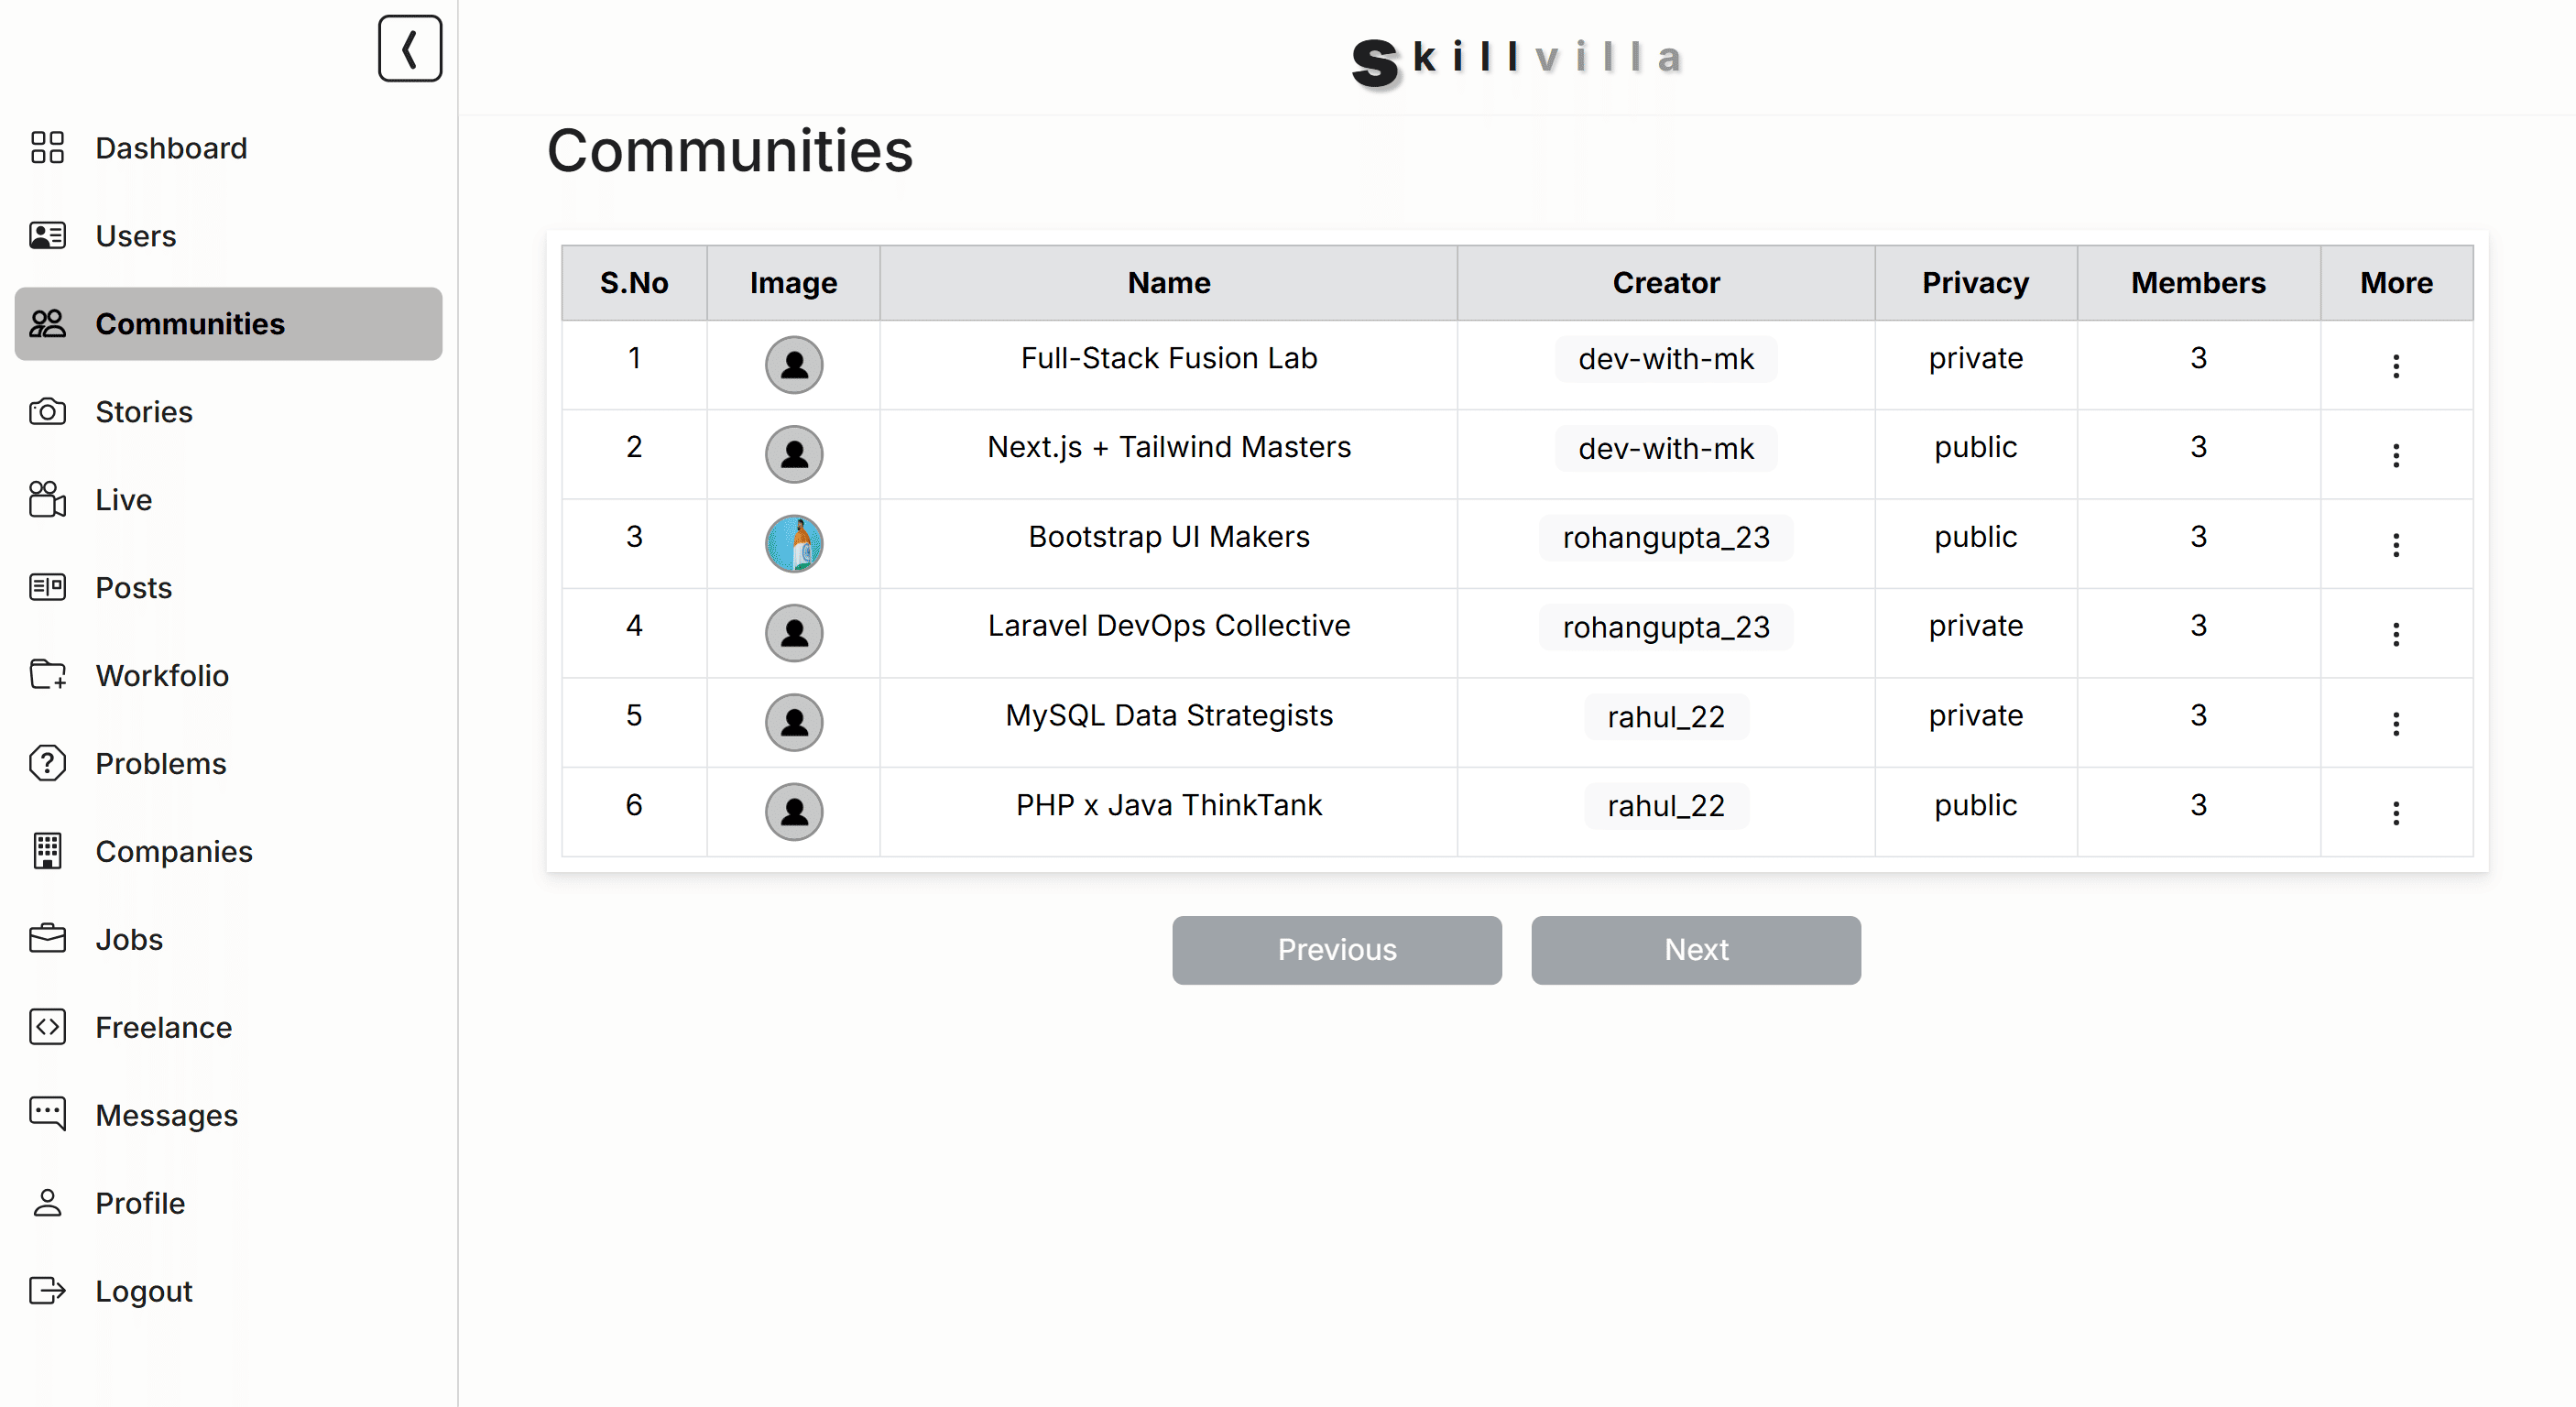 Skillvilla
Dashboard
Users
Communities
Stories
Live
Posts
Workfolio
Problems
Companies
Jobs
Freelance
Messages
Profile
Logout
Communities
S.No Image Name Creator Privacy Members More
1 Full-Stack Fusion Lab dev-with-mk private 3
2 Next.js + Tailwind Masters dev-with-mk public 3
3 Bootstrap UI Makers rohangupta_23 public 3
4 Laravel DevOps Collective rohangupta_23 private 3
5 MySQL Data Strategists rahul_22 private 3
6 PHP x Java ThinkTank rahul_22 public 3
Previous Next